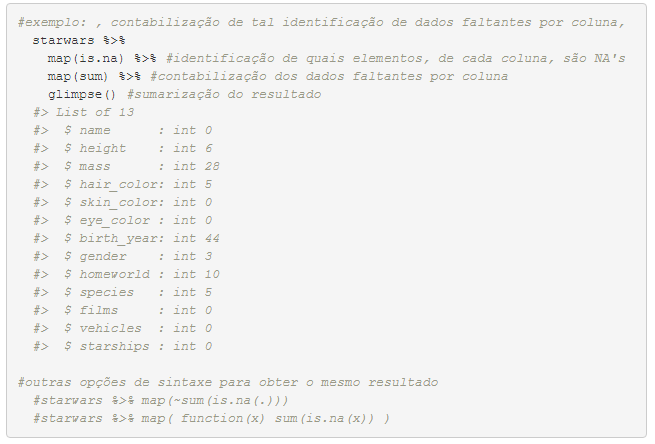 #exemplo: , contabilização de tal identificação de dados faltantes por coluna,
starwars %>%
map(is.na) %>% #identificação de quais elementos, de cada coluna, são NA's
map(sum) %>% #contabilização dos dados faltantes por coluna
glimpse() #sumarização do resultado
#> List of 13
#>  $ name      : int 0
#>  $ height    : int 6
#>  $ mass      : int 28
#>  $ hair_color: int 5
#>  $ skin_color: int 0
#>  $ eye_color : int 0
#>  $ birth_year: int 44
#>  $ gender    : int 3
#>  $ homeworld : int 10
#>  $ species   : int 5
#>  $ films     : int 0
#>  $ vehicles  : int 0
#>  $ starships : int 0
#outras opções de sintaxe para obter o mesmo resultado
#starwars %>% map(~sum(is.na(.)))
#starwars %>% map( function(x) sum(is.na(x)) )